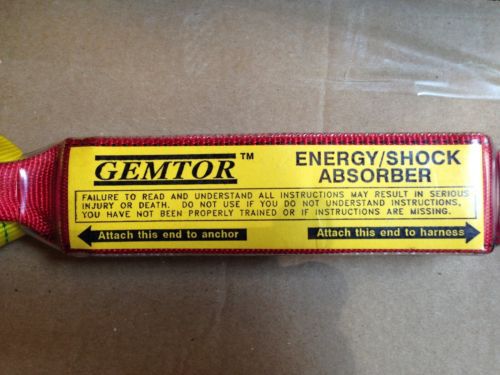 GEMTOR™
ENERGY/SHOCK
ABSORBER
FAILURE TO READ AND UNDERSTAND ALL INSTRUCTIONS MAY RESULT IN SERIOUS
INJURY OR DEATH. DO NOT USE IF YOU DO NOT UNDERSTAND INSTRUCTIONS,
YOU HAVE NOT BEEN PROPERLY TRAINED OR IF INSTRUCTIONS ARE MISSING.
Attach this end to anchor
Attach this end to harness